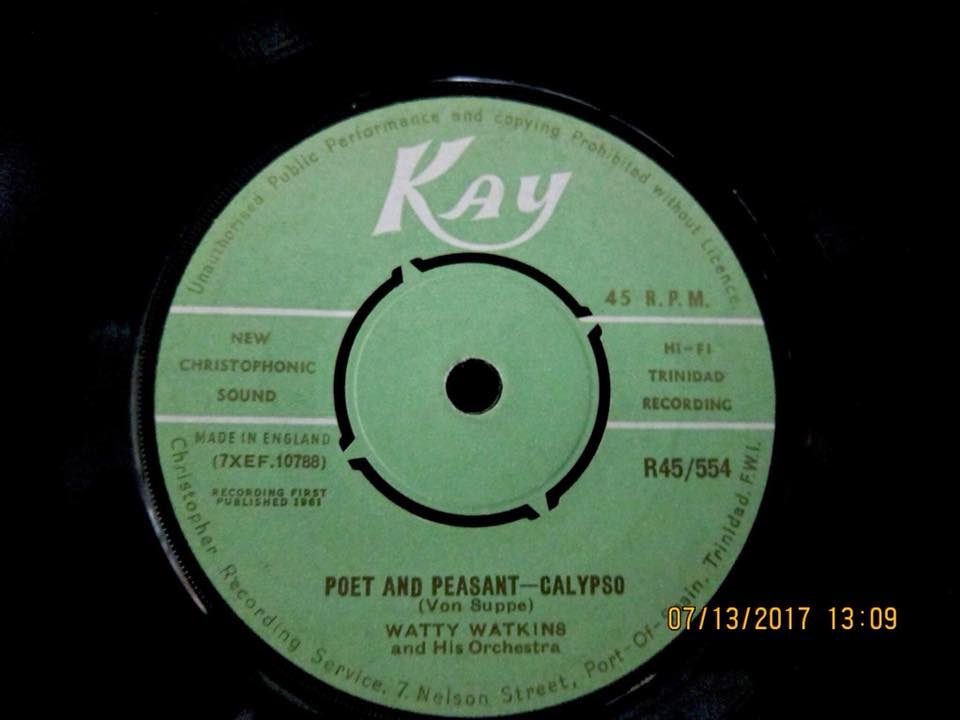 Unauthorised Public Performance and copying Prohibited without Licence.
Kay
45 R.P.M.
NEW
CHRISTOPHONIC
SOUND
HI-FI
TRINIDAD
RECORDING
MADE IN ENGLAND
(7XEF.10788)
R45/554
RECORDING FIRST
PUBLISHED 1961
POET AND PEASANT—CALYPSO
(Von Suppe)
WATTY WATKINS
and His Orchestra
Christopher Recording Service, 7, Nelson Street, Port-Of-Spain, Trinidad. F.W.I.
07/13/2017 13:09